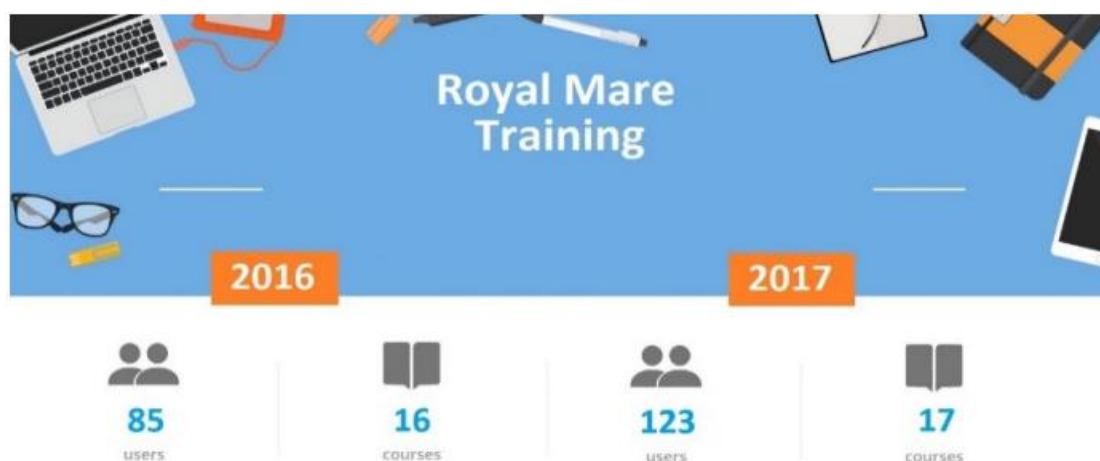 Royal Mare
Training
2016
2017
85
users
16
courses
123
users
17
courses